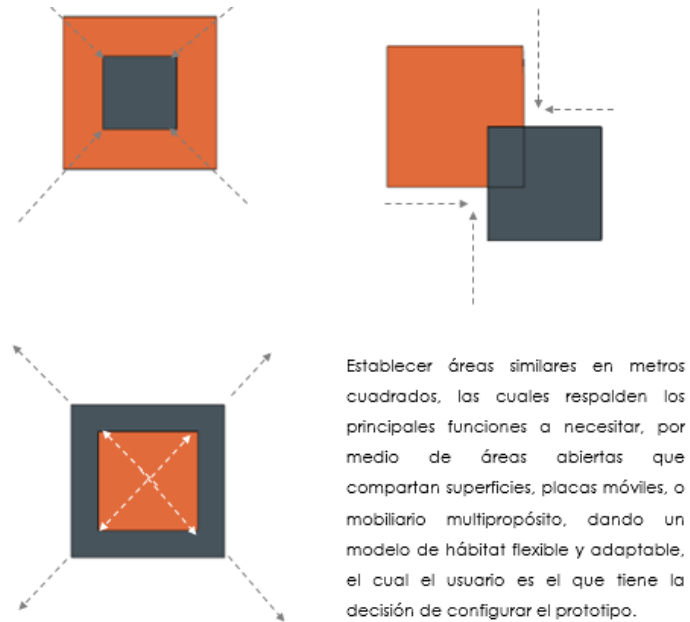 Establecer áreas similares en metros
cuadrados, las cuales respalden los
principales funciones a necesitar, por
medio de áreas abiertas que
compartan superficies, placas móviles, o
mobiliario multipropósito, dando un
modelo de hábitat flexible y adaptable,
el cual el usuario es el que tiene la
decisión de configurar el prototipo.